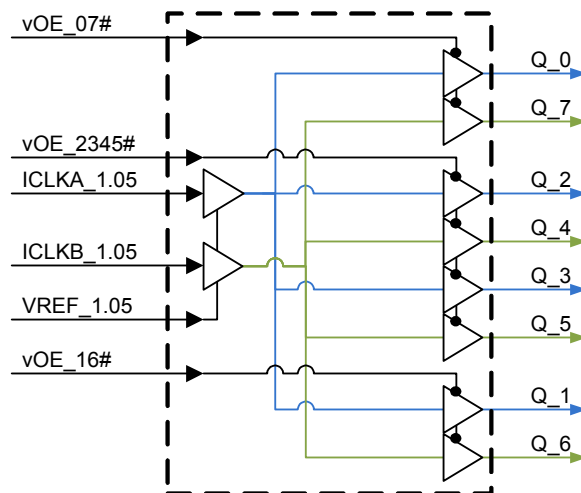 vOE_07#
Q_0
Q_7
vOE_2345#
ICLKA_1.05
Q_2
Q_4
ICLKB_1.05
Q_3
VREF_1.05
Q_5
vOE_16#
Q_1
Q_6